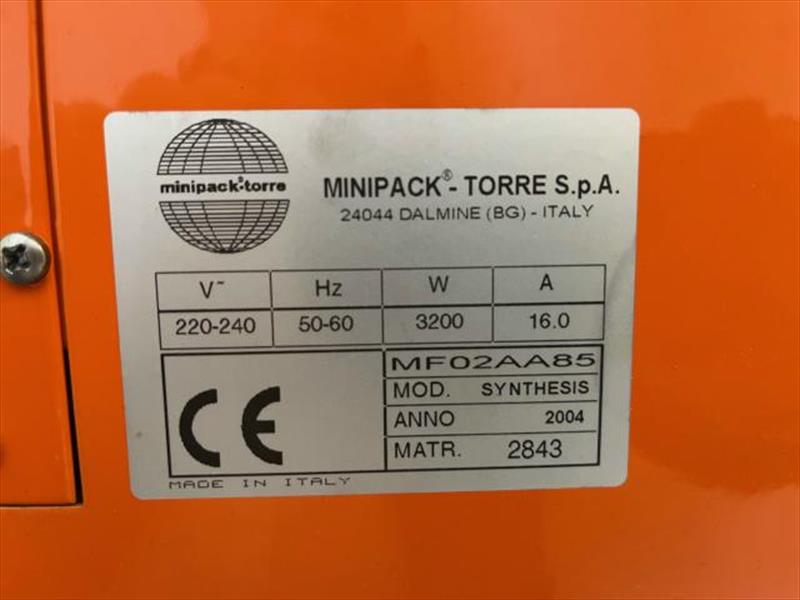 minipack®-torre
MINIPACK®- TORRE S.p.A.
24044 DALMINE (BG) - ITALY
V~ Hz W A
220-240 50-60 3200 16.0
MF02AA85
MOD. SYNTHESIS
ANNO 2004
MATR. 2843
CE
MADE IN ITALY